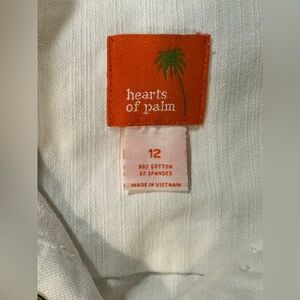 hearts
of palm
12
98% COTTON
2% SPANDEX
MADE IN VIETNAM